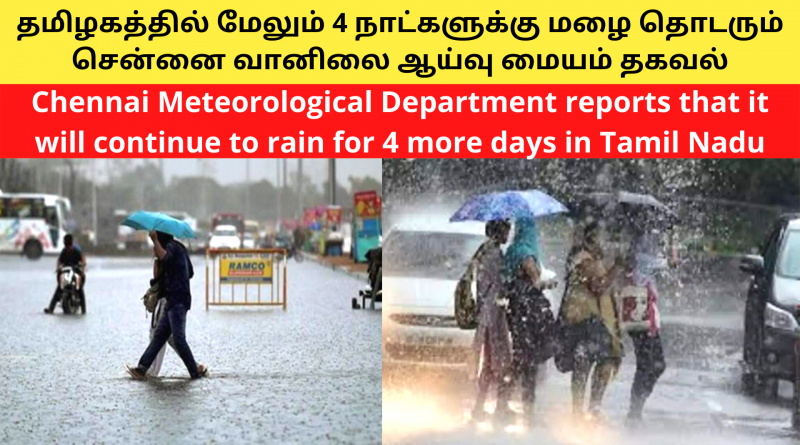 தமிழகத்தில் மேலும் 4 நாட்களுக்கு மழை தொடரும்
சென்னை வானிலை ஆய்வு மையம் தகவல்
Chennai Meteorological Department reports that it
will continue to rain for 4 more days in Tamil Nadu
RAMCO